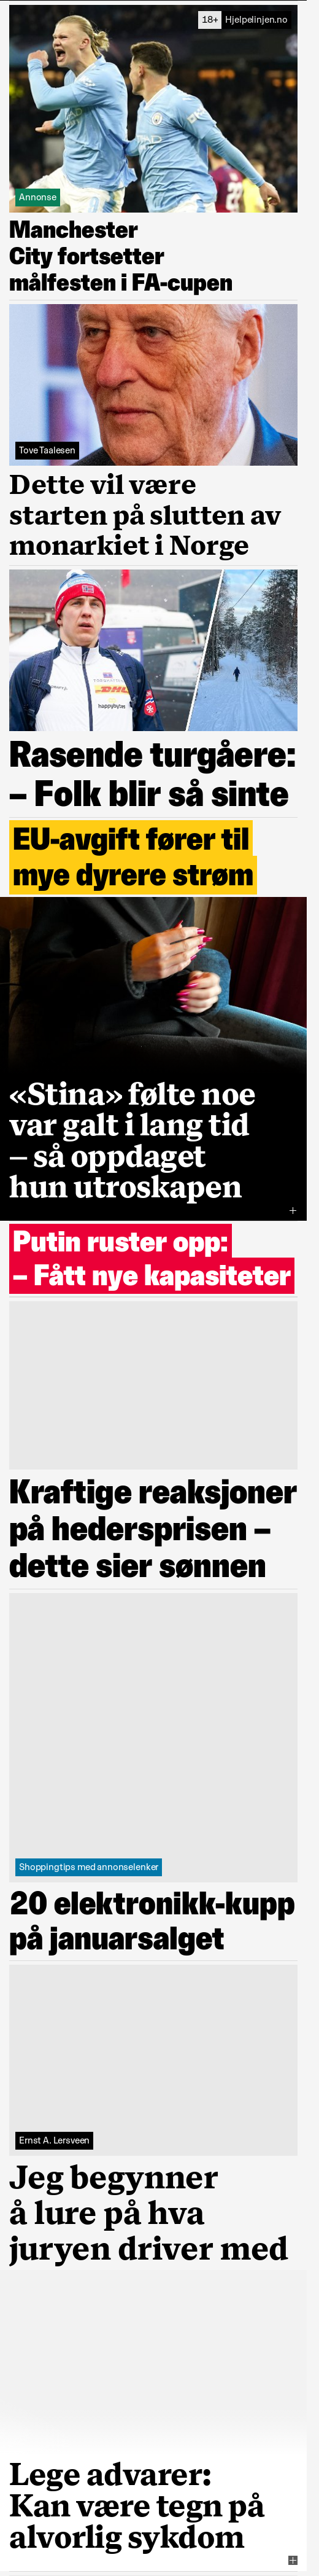 18+ Hjelpelinjen.no
Annonse
Manchester
City fortsetter
målfesten i FA-cupen
Tove Taalesen
Dette vil være
starten på slutten av
monarkiet i Norge
DHL
happybytes
Rasende turgåere:
– Folk blir så sinte
EU-avgift fører til
mye dyrere strøm
«Stina» følte noe
var galt i lang tid
– så oppdaget
hun utroskapen
Putin ruster opp:
– Fått nye kapasiteter
Kraftige reaksjoner
på hedersprisen –
dette sier sønnen
Shoppingtips med annonselenker
20 elektronikk-kupp
på januarsalget
Ernst A. Lersveen
Jeg begynner
å lure på hva
juryen driver med
Lege advarer:
Kan være tegn på
alvorlig sykdom